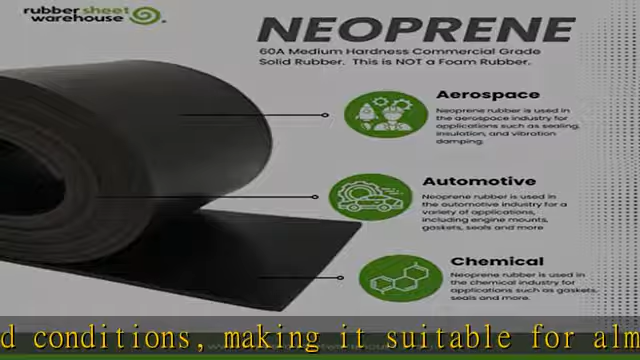 rubber sheet
warehouse
NEOPRENE
60A Medium Hardness Commercial Grade
Solid Rubber. This is NOT a Foam Rubber.
Aerospace
Neoprene rubber is used in
the aerospace industry for
applications such as sealing,
insulation, and vibration
damping.
Automotive
Neoprene rubber is used in
the automotive industry for a
variety of applications,
including engine mounts,
gaskets, seals and more
Chemical
Neoprene rubber is used in
the chemical industry for
applications such as gaskets,
seals and more.
d conditions, making it suitable for alm